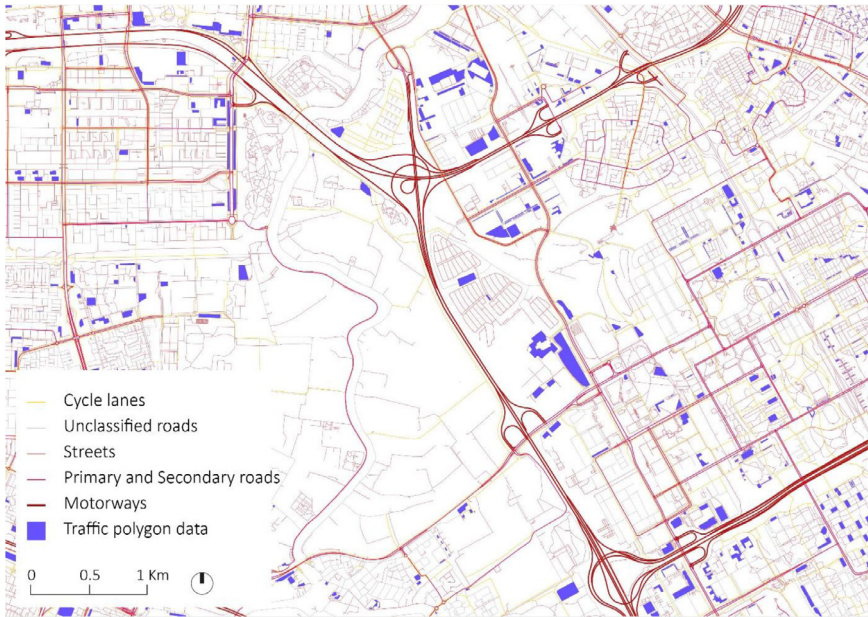 Cycle lanes
Unclassified roads
Streets
Primary and Secondary roads
Motorways
Traffic polygon data
0 0.5 1 Km